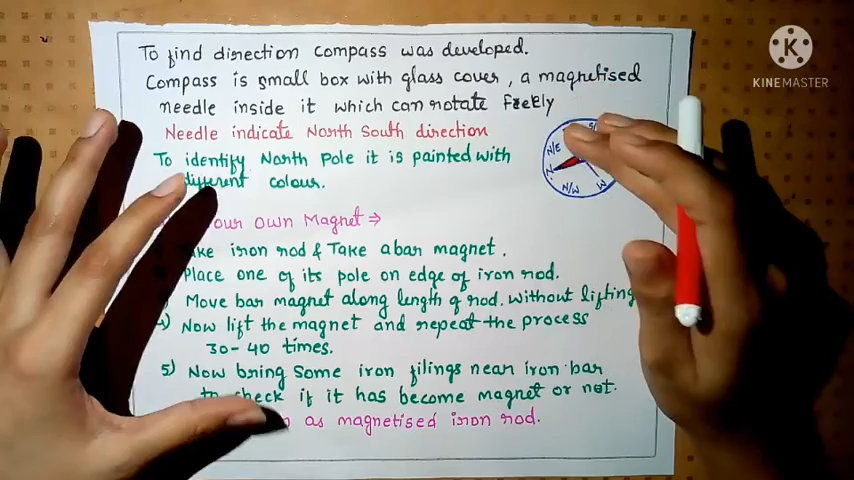 To find direction compass was developed.
Compass is small box with glass cover, a magnetised
needle inside it which can rotate Freely
Needle indicate North South direction
To identify North Pole it is painted with
different colour.
N/E
N
N/W
W
your own Magnet ⇒
Take iron rod & Take a bar magnet.
Place one of its pole on edge of iron rod.
Move bar magnet along length of rod. without lifting
4) Now lift the magnet and repeat the process
30-40 times.
5) Now bring some iron filings near iron bar
to check if it has become magnet or not.
as magnetised iron rod.
K
KINEMASTER